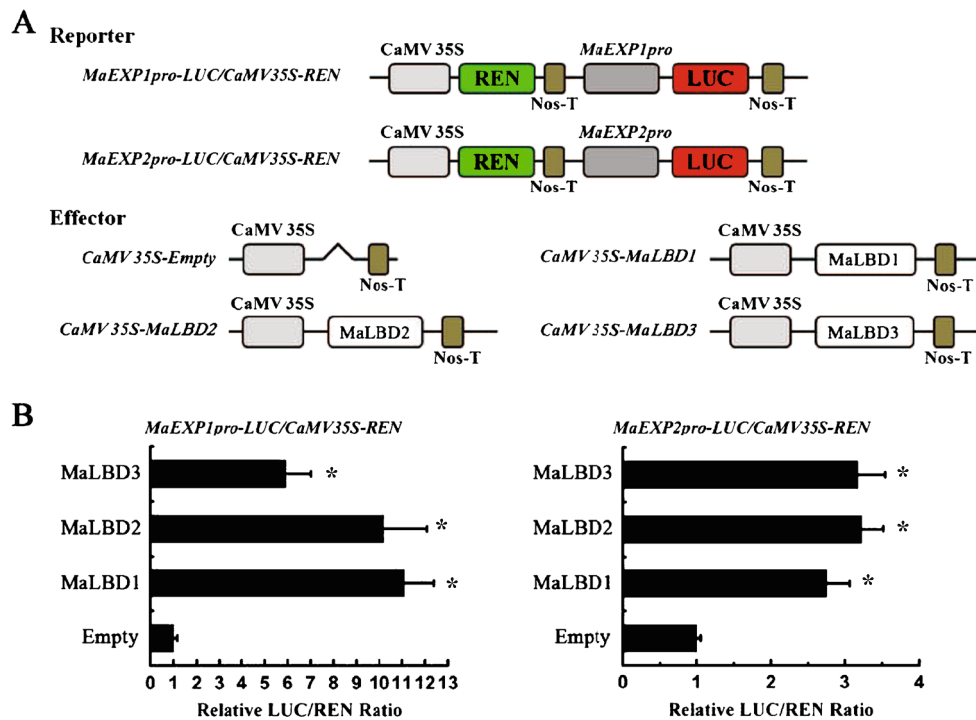 A
Reporter
CaMV 35S
MaEXP1pro
MaEXP1pro-LUC/CaMV35S-REN
REN
LUC
Nos-T
Nos-T
CaMV 35S
MaEXP2pro
MaEXP2pro-LUC/CaMV35S-REN
REN
LUC
Nos-T
Nos-T
Effector
CaMV 35S
CaMV 35S-Empty
Nos-T
CaMV 35S
CaMV 35S-MaLBD1
MaLBD1
Nos-T
CaMV 35S
CaMV 35S-MaLBD2
MaLBD2
Nos-T
CaMV 35S
CaMV 35S-MaLBD3
MaLBD3
Nos-T
B
MaEXP1pro-LUC/CaMV35S-REN
MaLBD3
*
MaLBD2
*
MaLBD1
*
Empty
0 1 2 3 4 5 6 7 8 9 10 11 12 13
Relative LUC/REN Ratio
MaEXP2pro-LUC/CaMV35S-REN
MaLBD3
*
MaLBD2
*
MaLBD1
*
Empty
0 1 2 3 4
Relative LUC/REN Ratio